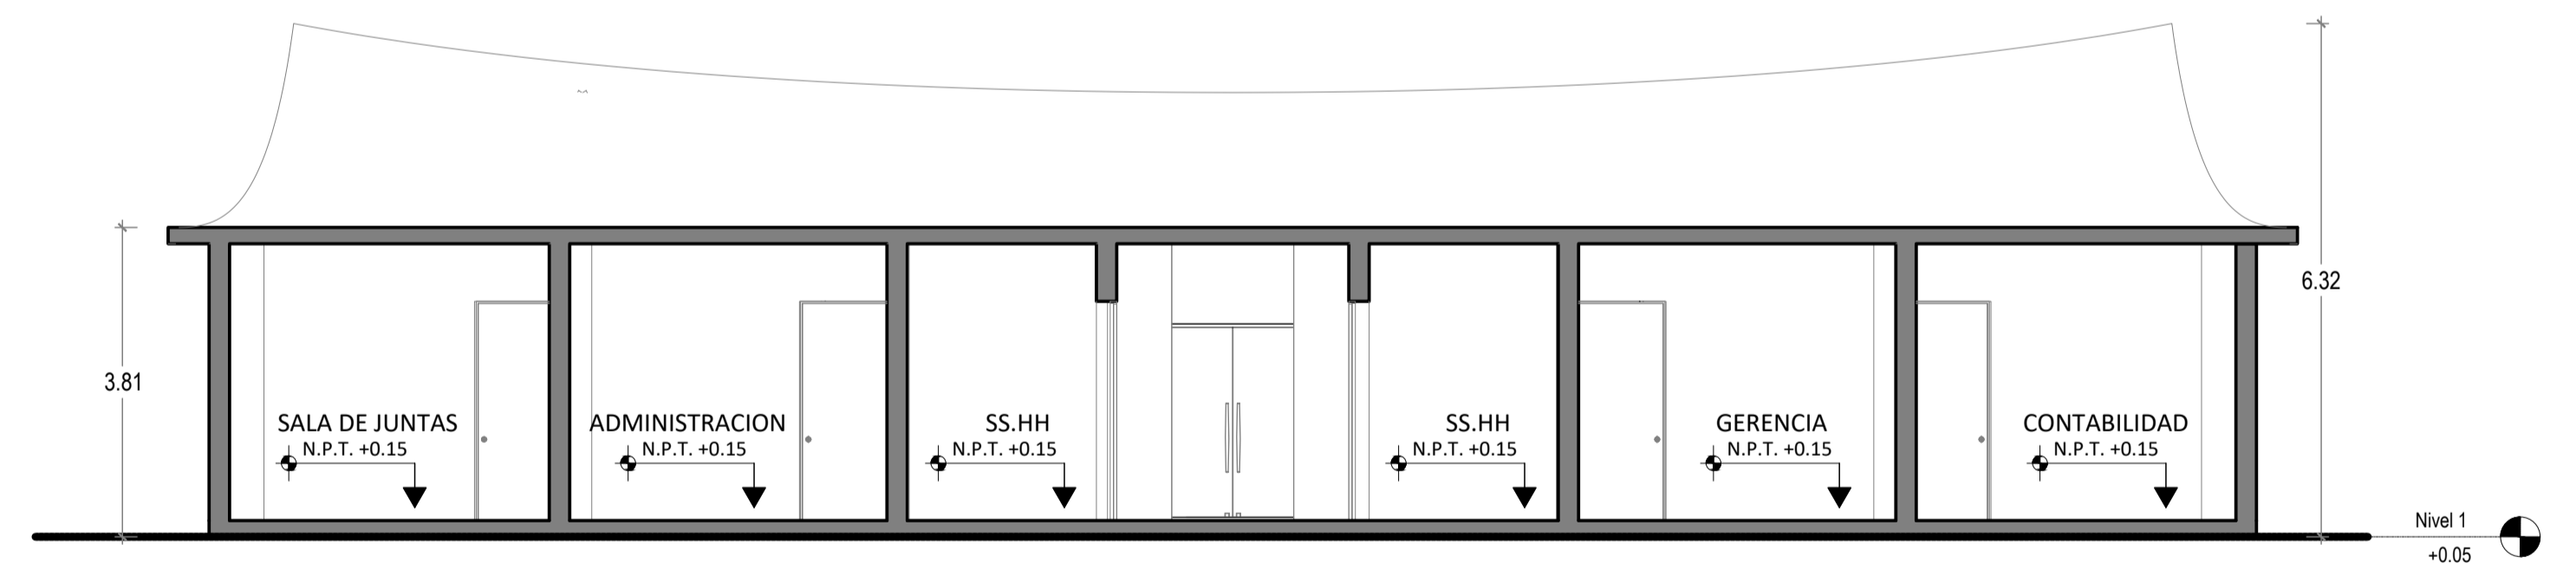 6.32
3.81
SALA DE JUNTAS
N.P.T. +0.15
ADMINISTRACION
N.P.T. +0.15
SS.HH
N.P.T. +0.15
SS.HH
N.P.T. +0.15
GERENCIA
N.P.T. +0.15
CONTABILIDAD
N.P.T. +0.15
Nivel 1
+0.05